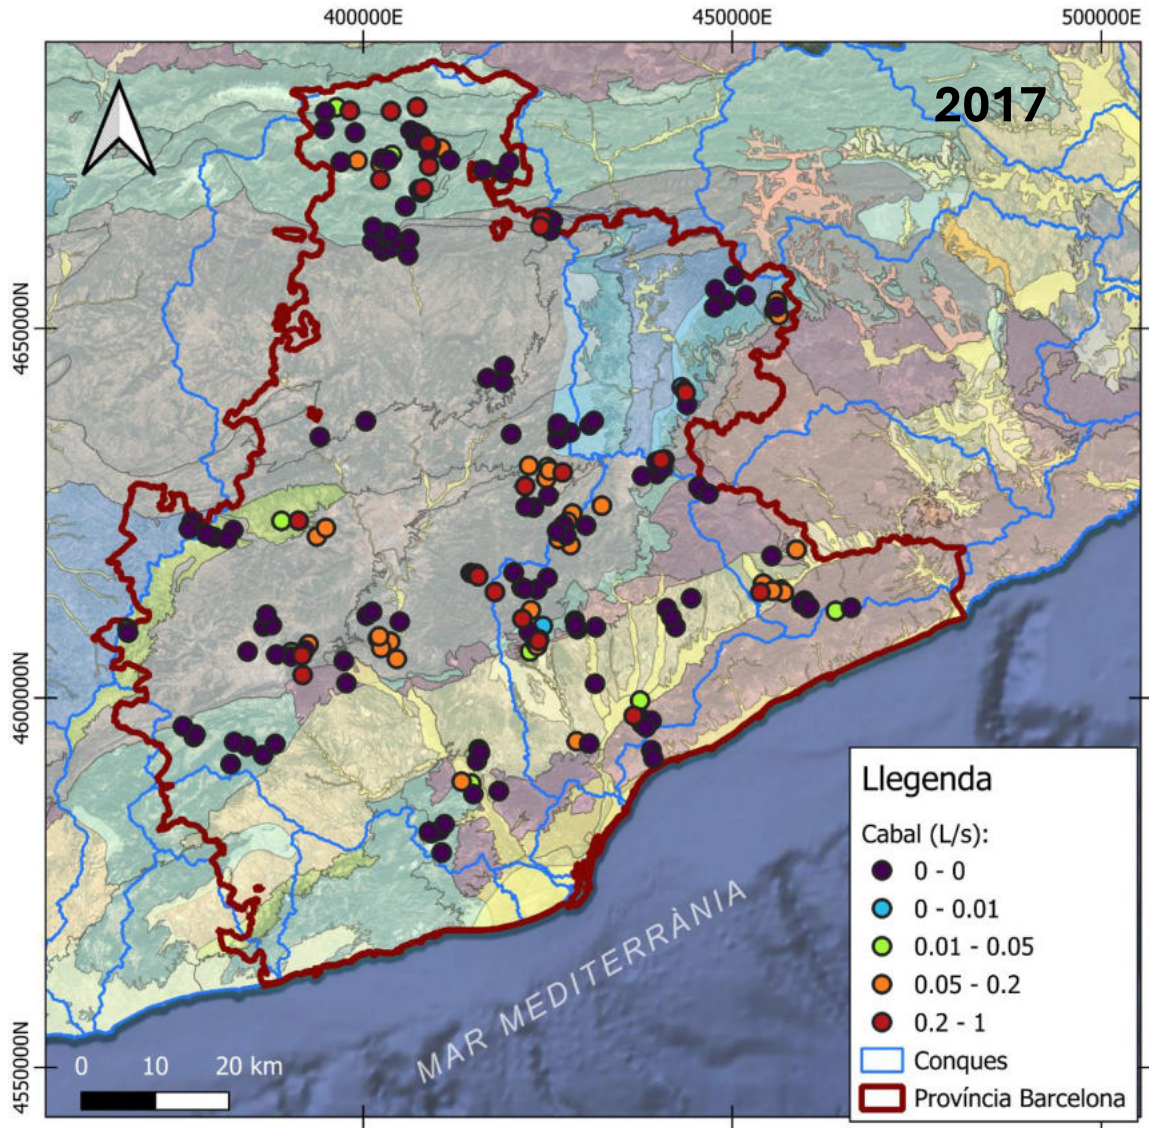 400000E 450000E 500000E
2017
4650000N
4600000N
4550000N
Llegenda
Cabal (L/s):
0 - 0
0 - 0.01
0.01 - 0.05
0.05 - 0.2
0.2 - 1
Conques
Província Barcelona
MAR MEDITERRÀNIA
0 10 20 km